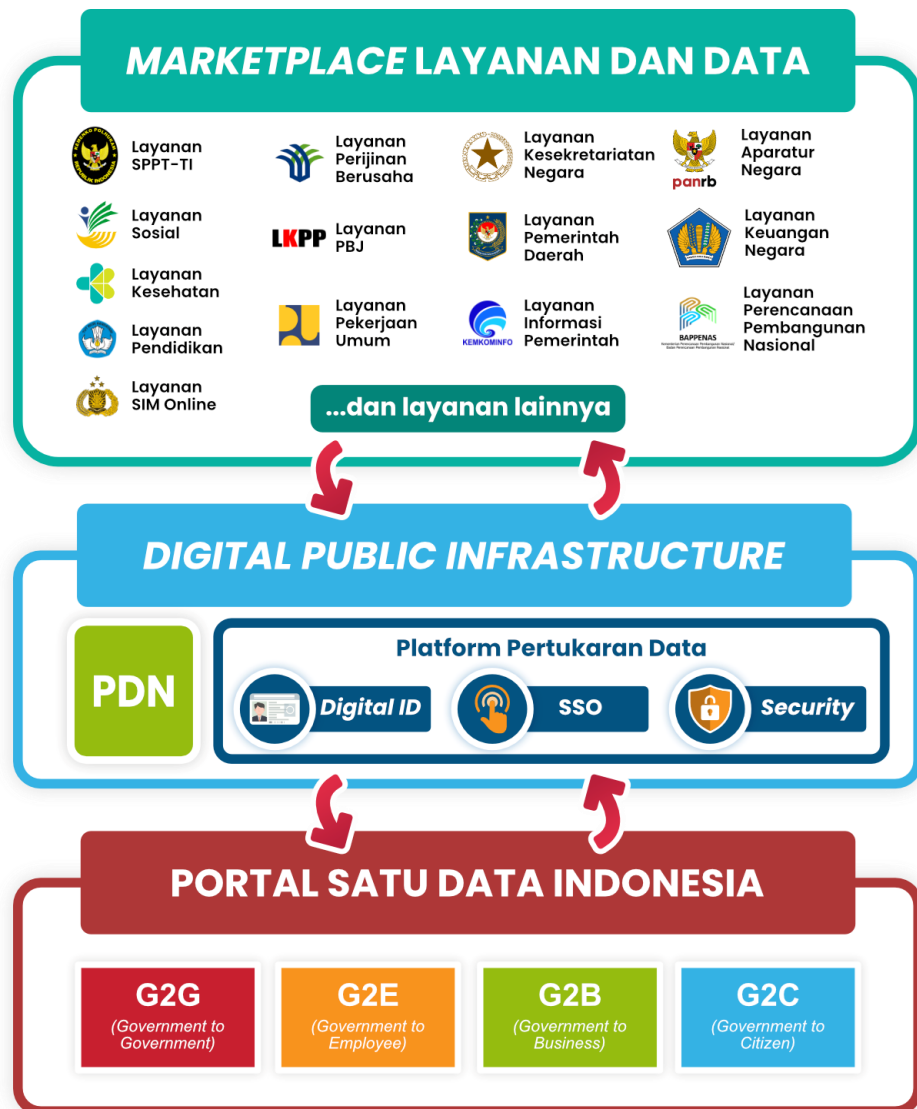 MARKETPLACE LAYANAN DAN DATA
Layanan
SPPT-TI
Layanan
Sosial
Layanan
Kesehatan
Layanan
Pendidikan
Layanan
SIM Online
Layanan
Perijinan
Berusaha
LKPP
Layanan
PBJ
Layanan
Pekerjaan
Umum
Layanan
Kesekretariatan
Negara
Layanan
Pemerintah
Daerah
KEMKOMINFO
Layanan
Informasi
Pemerintah
panrb
Layanan
Aparatur
Negara
Layanan
Keuangan
Negara
BAPPENAS
Layanan
Perencanaan
Pembangunan
Nasional
...dan layanan lainnya
DIGITAL PUBLIC INFRASTRUCTURE
PDN
Platform Pertukaran Data
Digital ID
SSO
Security
PORTAL SATU DATA INDONESIA
G2G
(Government to
Government)
G2E
(Government to
Employee)
G2B
(Government to
Business)
G2C
(Government to
Citizen)